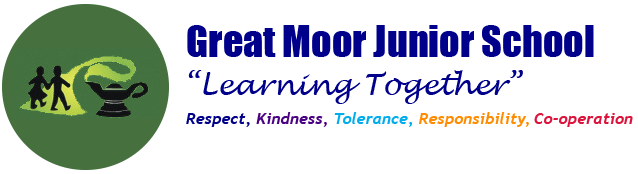 Great Moor Junior School
“Learning Together”
Respect, Kindness, Tolerance, Responsibility, Co-operation